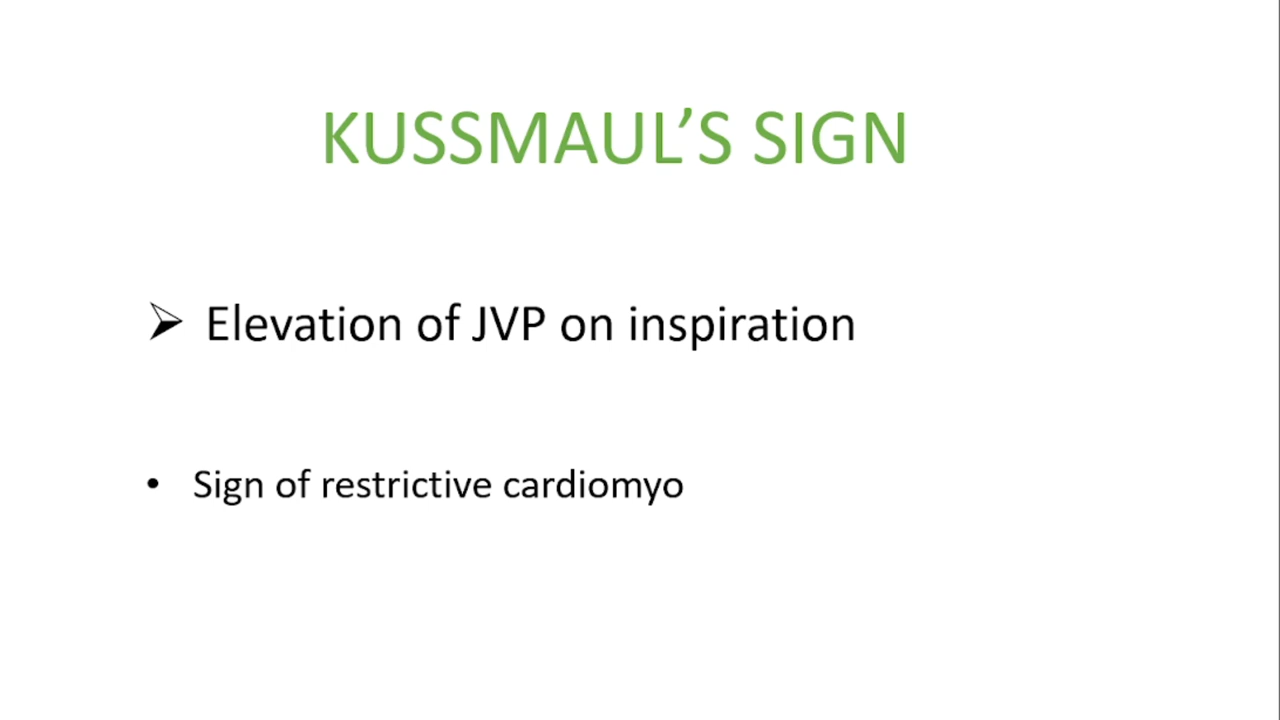 KUSSMAUL’S SIGN
➢ Elevation of JVP on inspiration
• Sign of restrictive cardiomyo